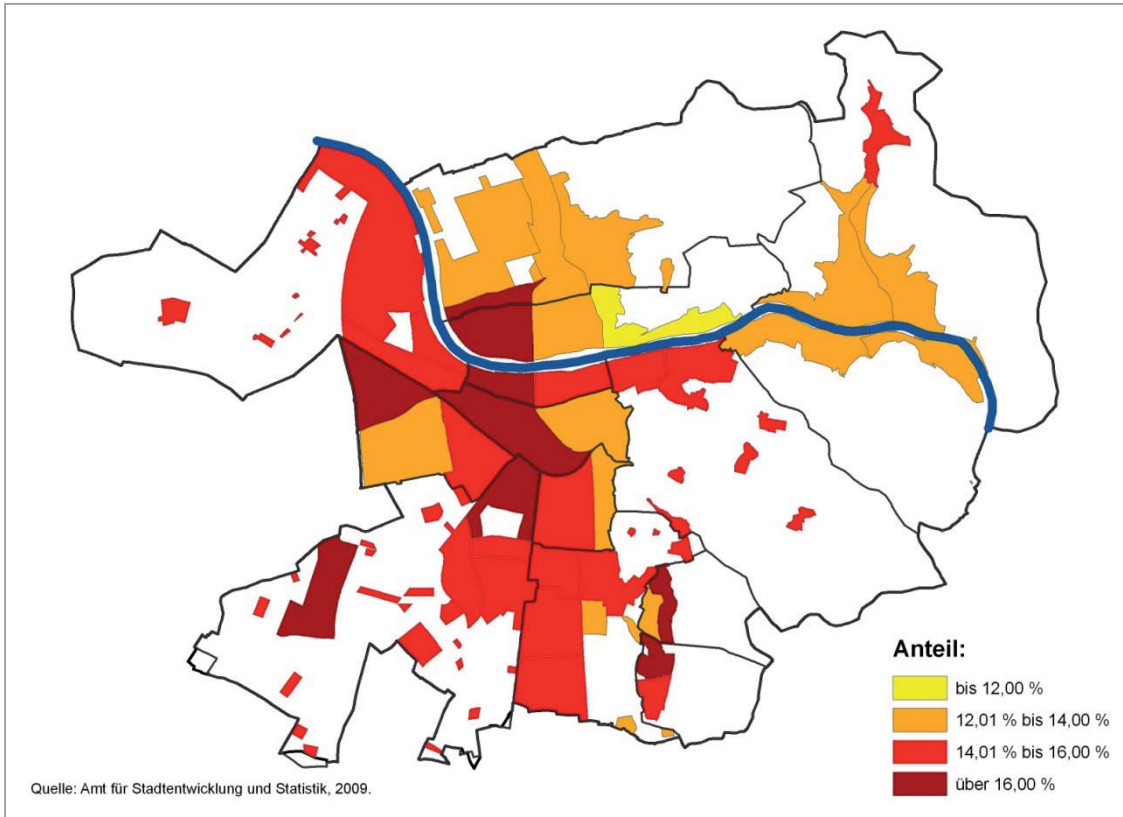 Anteil:
bis 12,00 %
12,01 % bis 14,00 %
14,01 % bis 16,00 %
über 16,00 %
Quelle: Amt für Stadtentwicklung und Statistik, 2009.